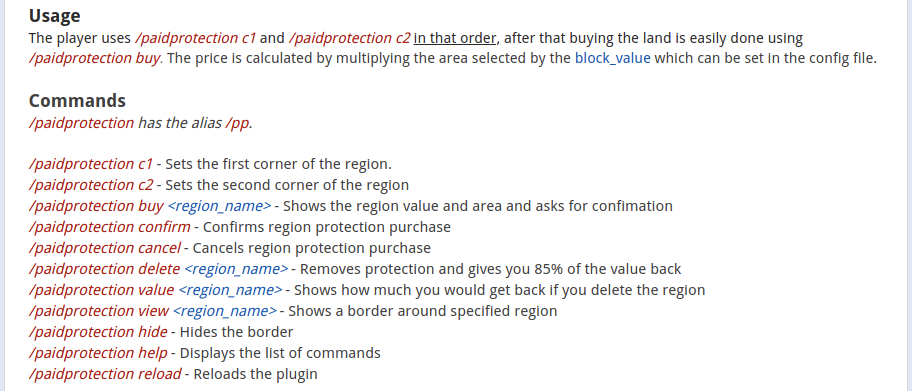 Usage
The player uses /paidprotection c1 and /paidprotection c2 in that order, after that buying the land is easily done using
/paidprotection buy. The price is calculated by multiplying the area selected by the block_value which can be set in the config file.
Commands
/paidprotection has the alias /pp.
/paidprotection c1 - Sets the first corner of the region.
/paidprotection c2 - Sets the second corner of the region
/paidprotection buy <region_name> - Shows the region value and area and asks for confimation
/paidprotection confirm - Confirms region protection purchase
/paidprotection cancel - Cancels region protection purchase
/paidprotection delete <region_name> - Removes protection and gives you 85% of the value back
/paidprotection value <region_name> - Shows how much you would get back if you delete the region
/paidprotection view <region_name> - Shows a border around specified region
/paidprotection hide - Hides the border
/paidprotection help - Displays the list of commands
/paidprotection reload - Reloads the plugin